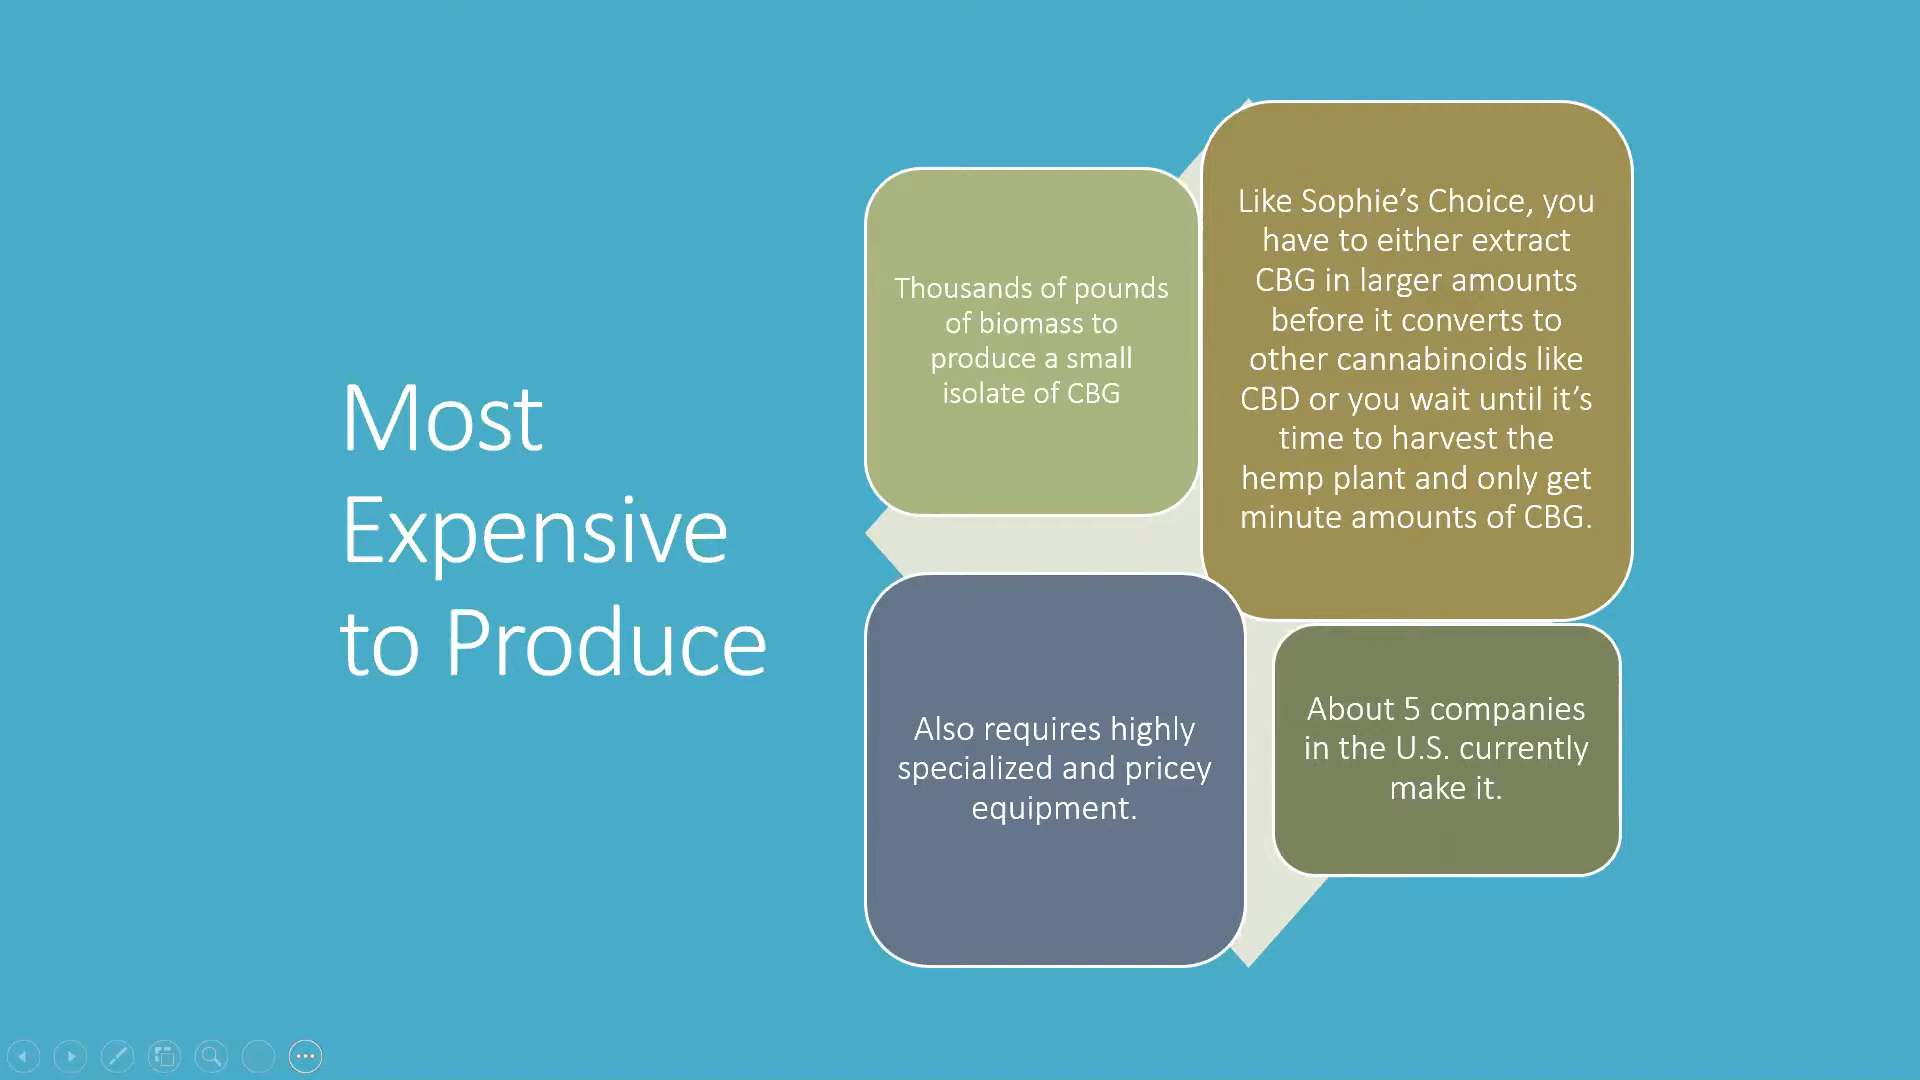 Most
Expensive
to Produce
Thousands of pounds
of biomass to
produce a small
isolate of CBG
Like Sophie’s Choice, you
have to either extract
CBG in larger amounts
before it converts to
other cannabinoids like
CBD or you wait until it’s
time to harvest the
hemp plant and only get
minute amounts of CBG.
Also requires highly
specialized and pricey
equipment.
About 5 companies
in the U.S. currently
make it.